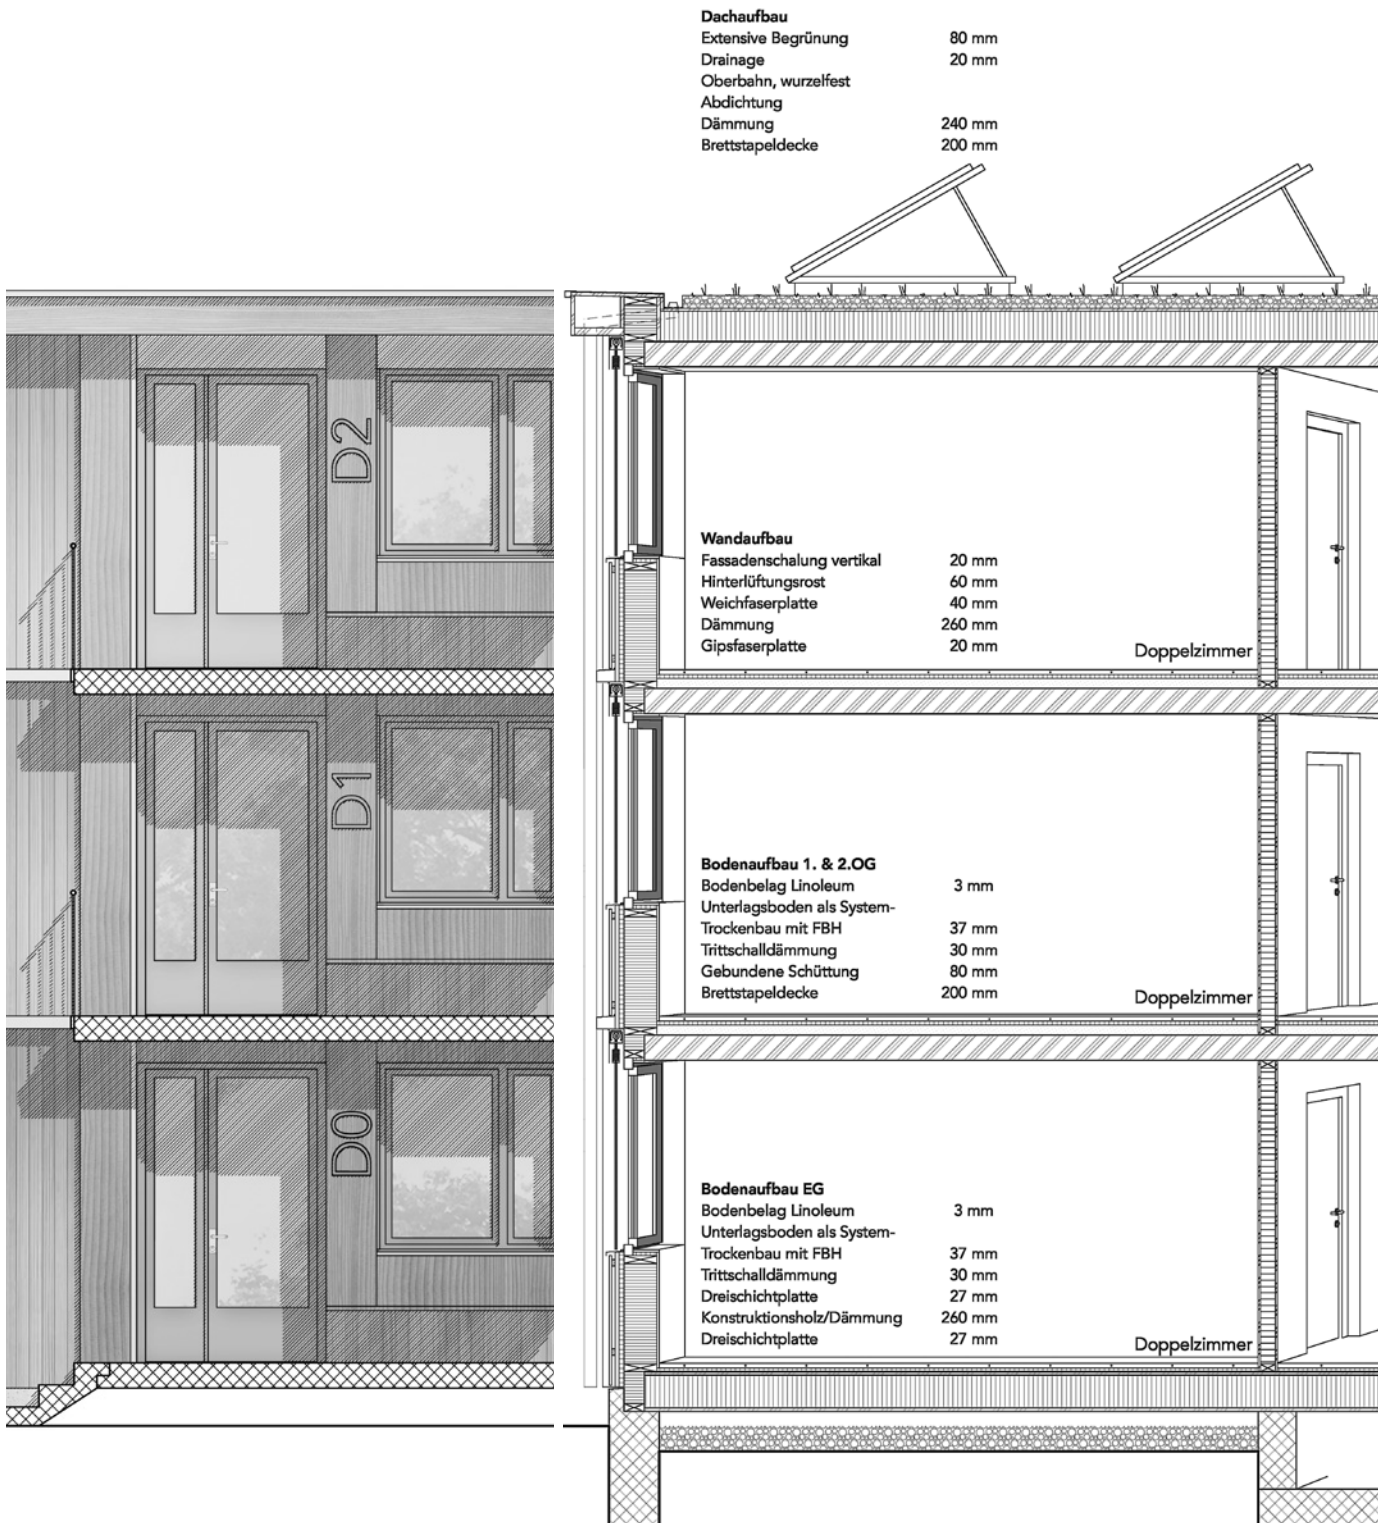 Dachaufbau
Extensive Begrünung 80 mm
Drainage 20 mm
Oberbahn, wurzelfest
Abdichtung
Dämmung 240 mm
Brettstapeldecke 200 mm
D2
Wandaufbau
Fassadenschalung vertikal 20 mm
Hinterlüftungsrost 60 mm
Weichfaserplatte 40 mm
Dämmung 260 mm
Gipsfaserplatte 20 mm
Doppelzimmer
D1
Bodenaufbau 1. & 2.OG
Bodenbelag Linoleum 3 mm
Unterlagsboden als System-
Trockenbau mit FBH 37 mm
Trittschalldämmung 30 mm
Gebundene Schüttung 80 mm
Brettstapeldecke 200 mm
Doppelzimmer
D0
Bodenaufbau EG
Bodenbelag Linoleum 3 mm
Unterlagsboden als System-
Trockenbau mit FBH 37 mm
Trittschalldämmung 30 mm
Dreischichtplatte 27 mm
Konstruktionsholz/Dämmung 260 mm
Dreischichtplatte 27 mm
Doppelzimmer